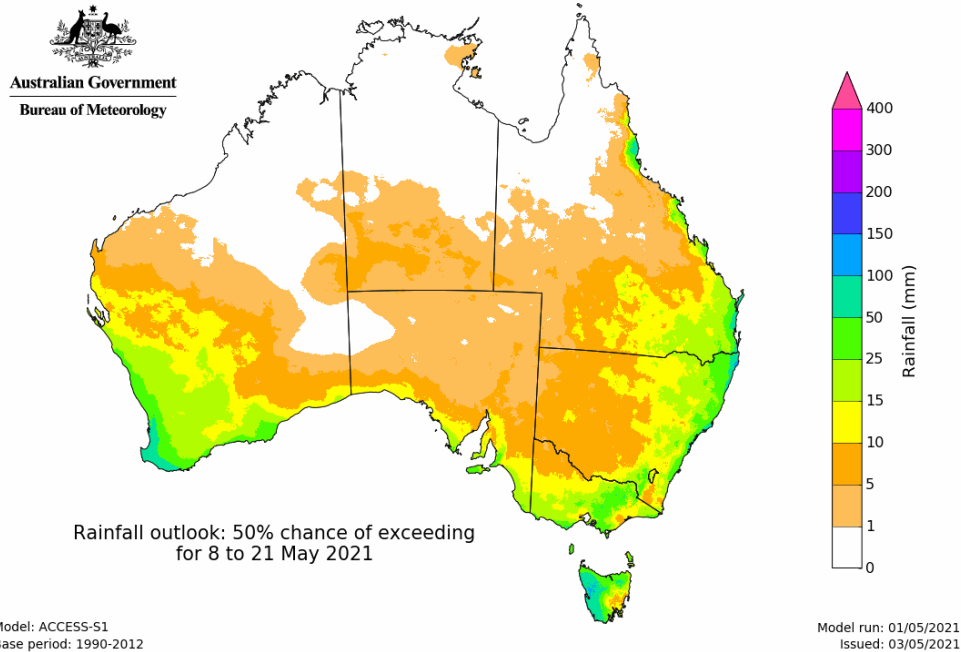 Australian Government
Bureau of Meteorology
400
300
200
150
100
50
25
15
10
5
1
0
Rainfall (mm)
Rainfall outlook: 50% chance of exceeding
for 8 to 21 May 2021
Model: ACCESS-S1
Base period: 1990-2012
Model run: 01/05/2021
Issued: 03/05/2021